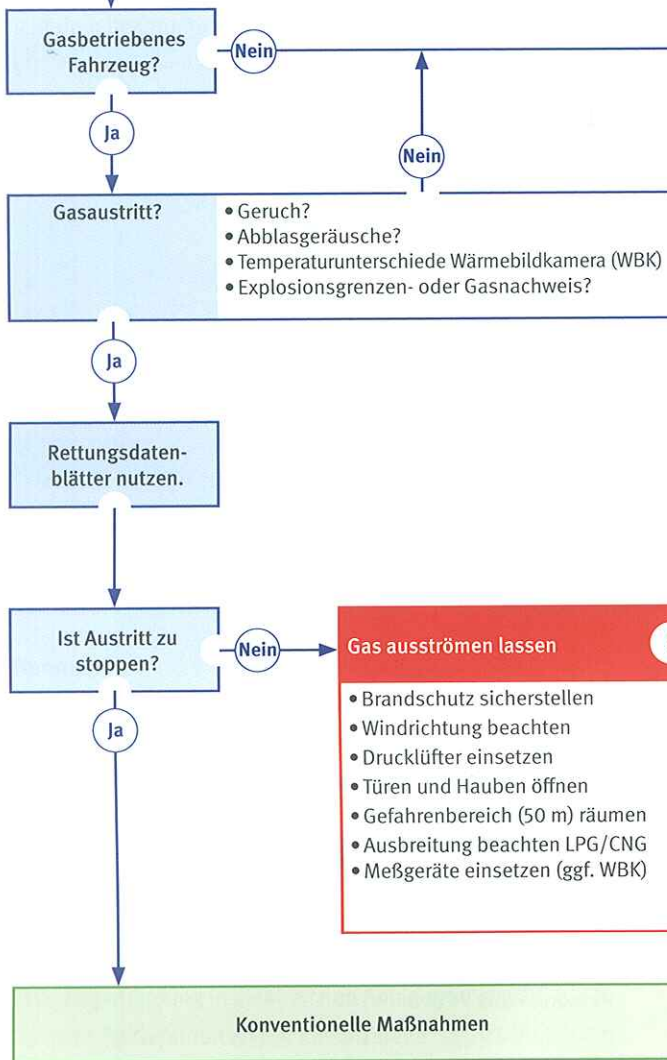 Gasbetriebenes
Fahrzeug?
Nein
Ja
Nein
Gasaustritt?
• Geruch?
• Abblasgeräusche?
• Temperaturunterschiede Wärmebildkamera (WBK)
• Explosionsgrenzen- oder Gasnachweis?
Ja
Rettungsdaten-
blätter nutzen.
Ist Austritt zu
stoppen?
Nein
Gas ausströmen lassen
• Brandschutz sicherstellen
• Windrichtung beachten
• Drucklüfter einsetzen
• Türen und Hauben öffnen
• Gefahrenbereich (50 m) räumen
• Ausbreitung beachten LPG/CNG
• Meßgeräte einsetzen (ggf. WBK)
Ja
Konventionelle Maßnahmen